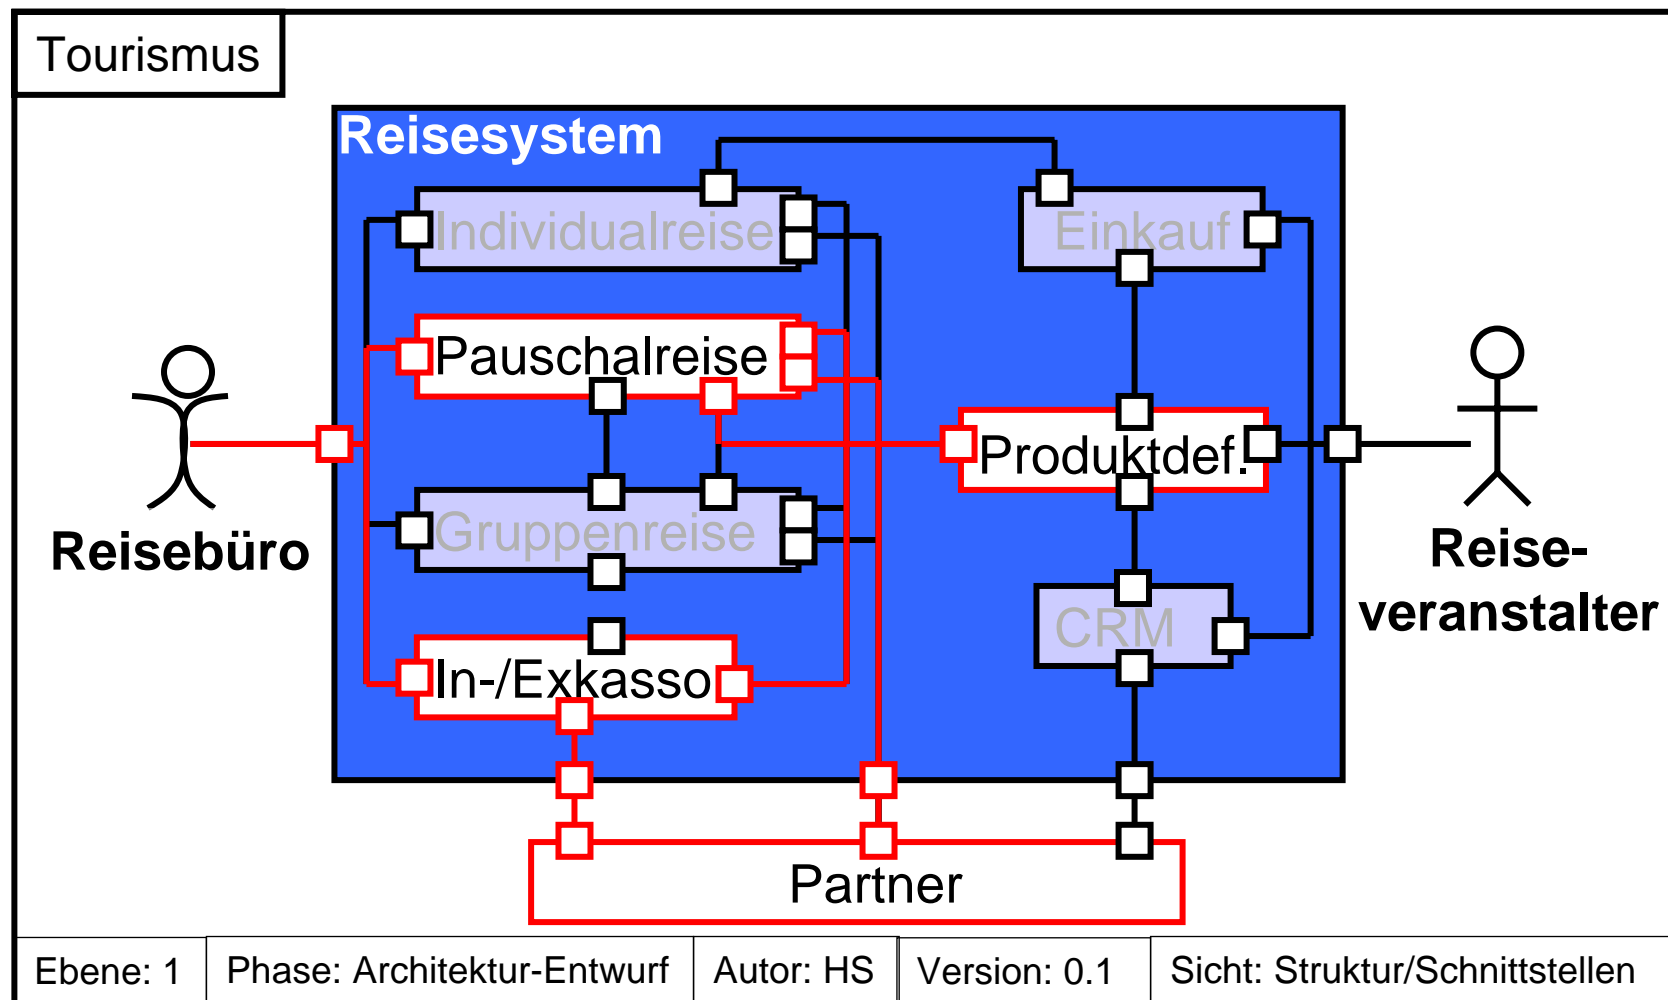 Tourismus
Reisesystem
Individualreise
Einkauf
Pauschalreise
Produktdef.
Reisebüro
Gruppenreise
Reise-
veranstalter
CRM
In-/Exkasso
Partner
Ebene: 1
Phase: Architektur-Entwurf
Autor: HS
Version: 0.1
Sicht: Struktur/Schnittstellen